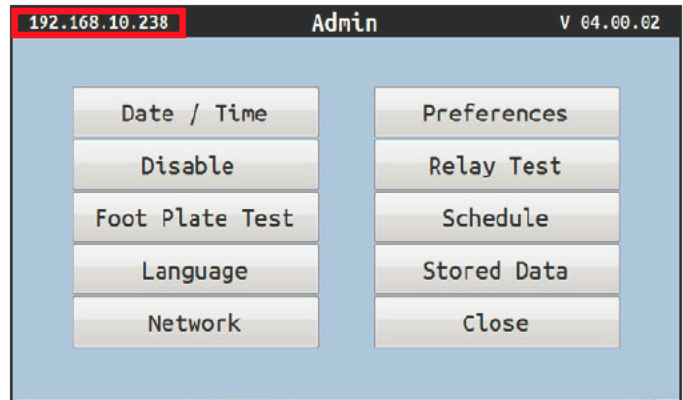 192.168.10.238 Admin V 04.00.02
Date / Time Preferences
Disable Relay Test
Foot Plate Test Schedule
Language Stored Data
Network Close